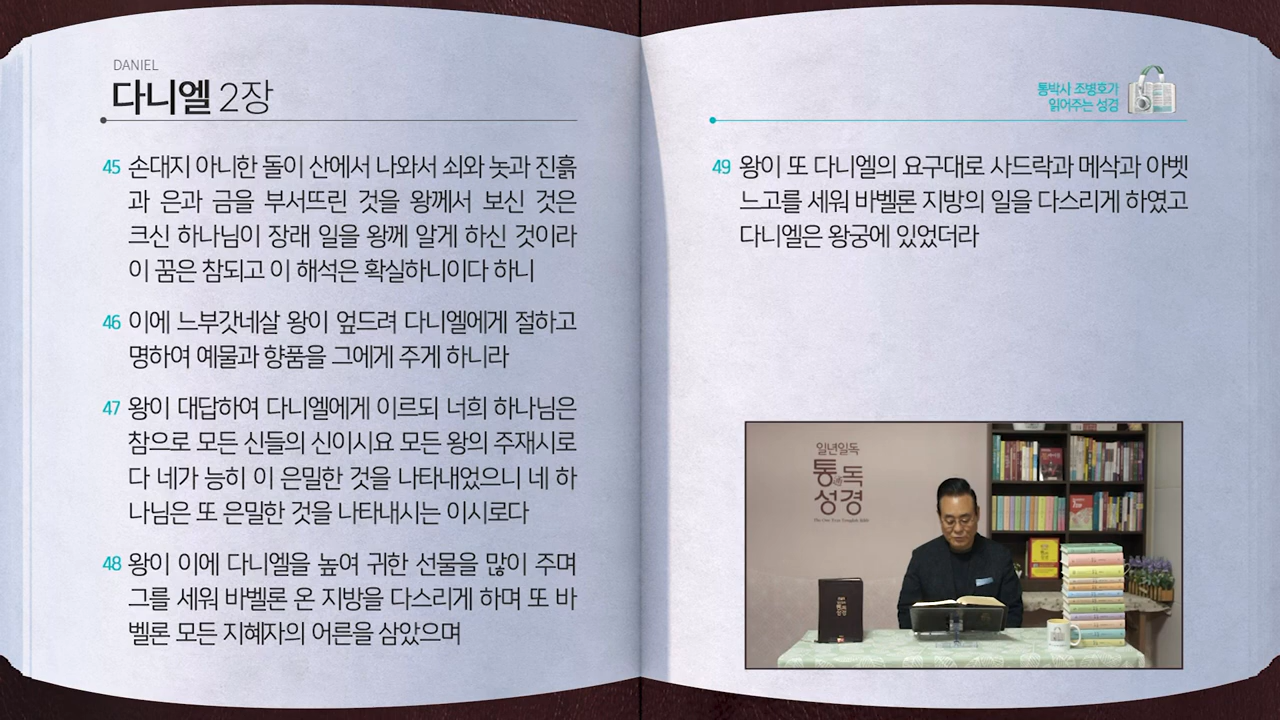 DANIEL
다니엘 2장
45 손대지 아니한 돌이 산에서 나와서 쇠와 놋과 진흙
과 은과 금을 부서뜨린 것을 왕께서 보신 것은
크신 하나님이 장래 일을 왕께 알게 하신 것이라
이 꿈은 참되고 이 해석은 확실하니이다 하니
46 이에 느부갓네살 왕이 엎드려 다니엘에게 절하고
명하여 예물과 향품을 그에게 주게 하니라
47 왕이 대답하여 다니엘에게 이르되 너희 하나님은
참으로 모든 신들의 신이시요 모든 왕의 주재시로
다 네가 능히 이 은밀한 것을 나타내었으니 네 하
나님은 또 은밀한 것을 나타내시는 이시로다
48 왕이 이에 다니엘을 높여 귀한 선물을 많이 주며
그를 세워 바벨론 온 지방을 다스리게 하며 또 바
벨론 모든 지혜자의 어른을 삼았으며
통박사 조병호가
읽어주는 성경
49 왕이 또 다니엘의 요구대로 사드락과 메삭과 아벳
느고를 세워 바벨론 지방의 일을 다스리게 하였고
다니엘은 왕궁에 있었더라
일년일독
통독
성경